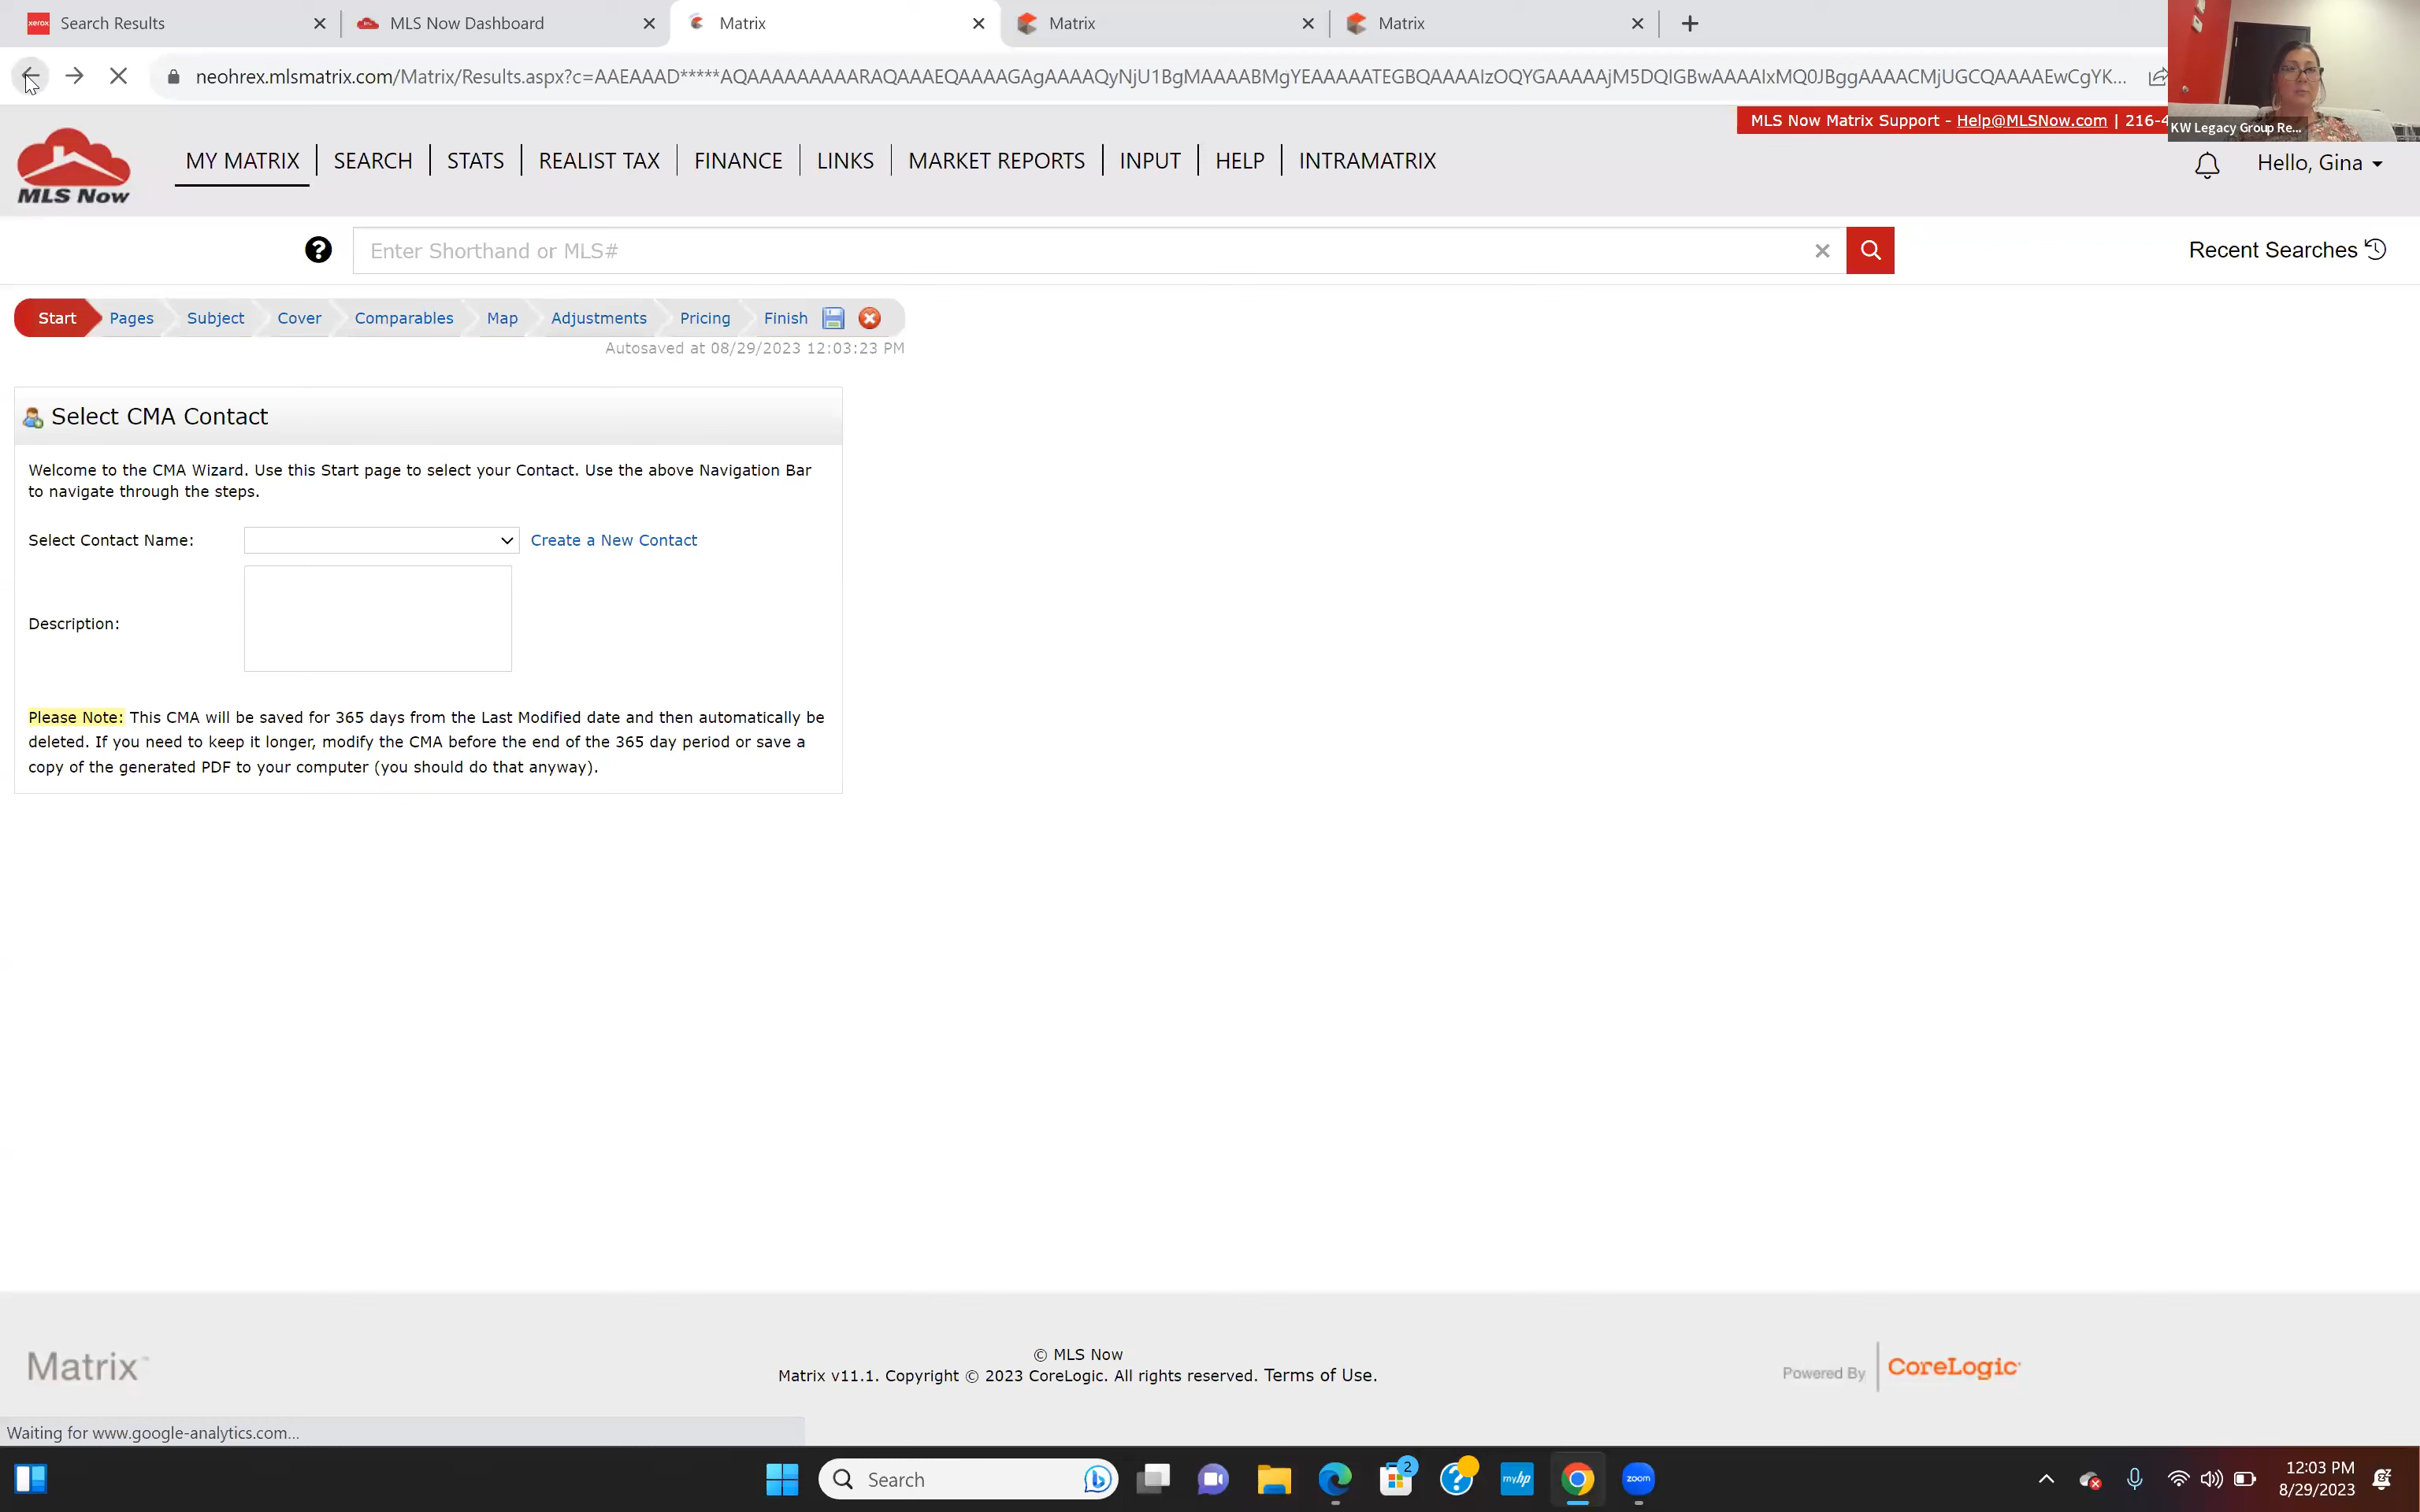 xerox Search Results
MLS Now Dashboard
Matrix
Matrix
Matrix
neohrex.mlsmatrix.com/Matrix/Results.aspx?c=AAEAAAD*****AQAAAAAAAAARAQAAAEQAAAAGAgAAAAQyNjU1BgMAAAABMgYEAAAAATEGBQAAAAIzOQYGAAAAAjM5DQIGBwAAAAIxMQ0JBggAAAACMjUGCQAAAAEwCgYK...
MLS Now Matrix Support - Help@MLSNow.com | 216-4
KW Legacy Group Re...
MLS Now
MY MATRIX SEARCH STATS REALIST TAX FINANCE LINKS MARKET REPORTS INPUT HELP INTRAMATRIX
Hello, Gina
Enter Shorthand or MLS#
Recent Searches
Start Pages Subject Cover Comparables Map Adjustments Pricing Finish
Autosaved at 08/29/2023 12:03:23 PM
Select CMA Contact
Welcome to the CMA Wizard. Use this Start page to select your Contact. Use the above Navigation Bar
to navigate through the steps.
Select Contact Name: Create a New Contact
Description:
Please Note: This CMA will be saved for 365 days from the Last Modified date and then automatically be
deleted. If you need to keep it longer, modify the CMA before the end of the 365 day period or save a
copy of the generated PDF to your computer (you should do that anyway).
Matrix™
© MLS Now
Matrix v11.1. Copyright © 2023 CoreLogic. All rights reserved. Terms of Use.
Powered By CoreLogic
Waiting for www.google-analytics.com...
Search
2
myhp
zoom
12:03 PM
8/29/2023